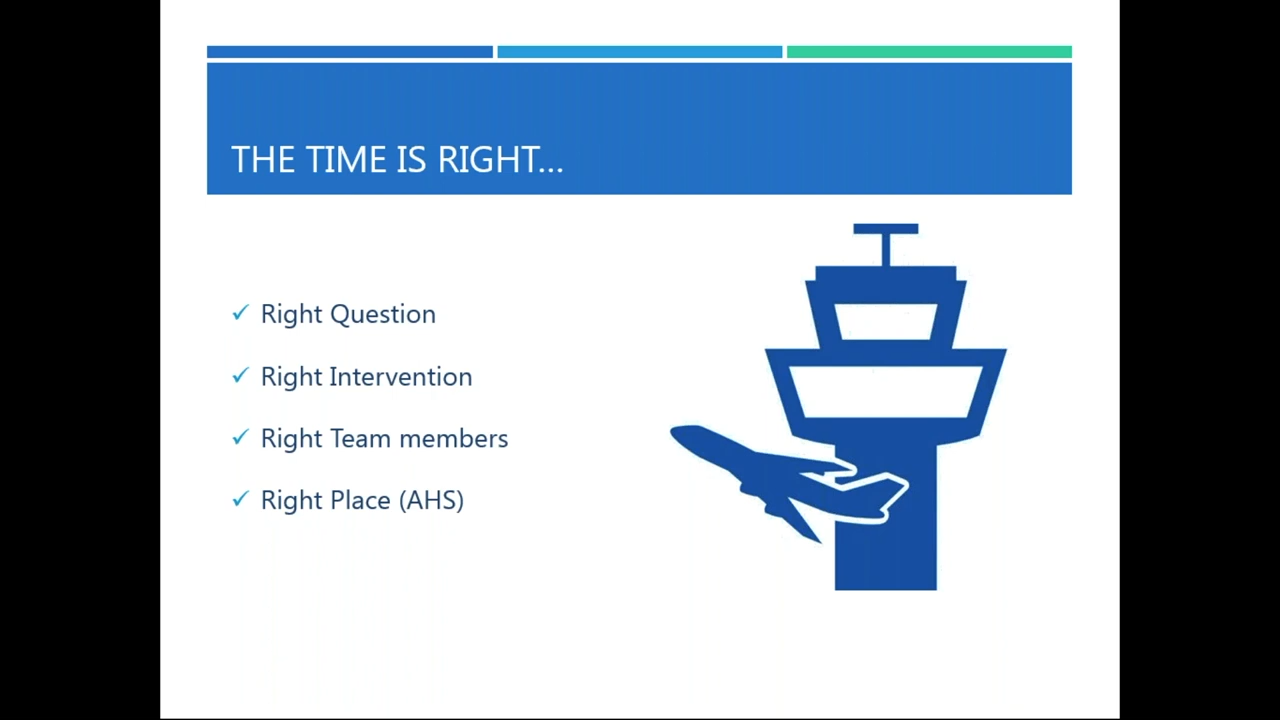 THE TIME IS RIGHT...
Right Question
Right Intervention
Right Team members
Right Place (AHS)